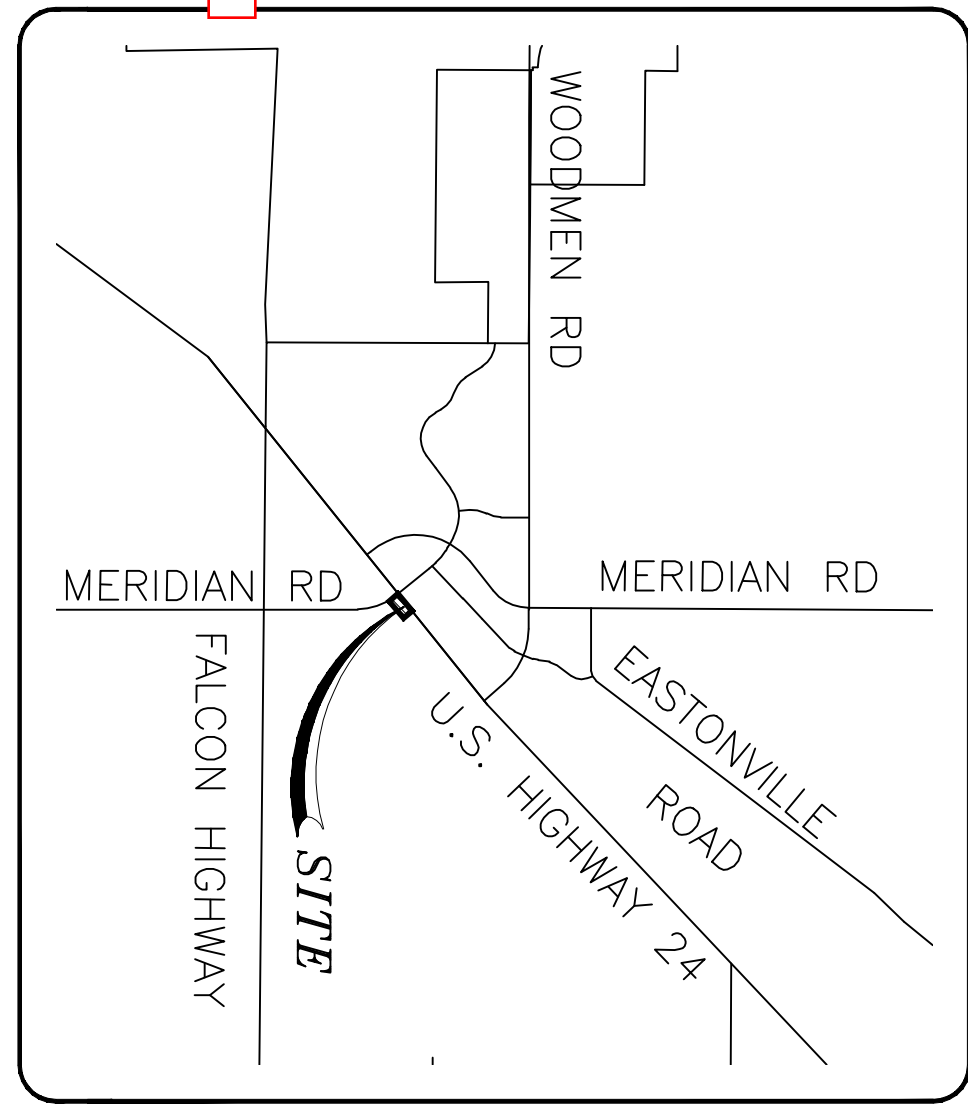 WOODMEN RD
MERIDIAN RD
MERIDIAN RD
FALCON HIGHWAY
EASTONVILLE
ROAD
U.S. HIGHWAY 24
SITE